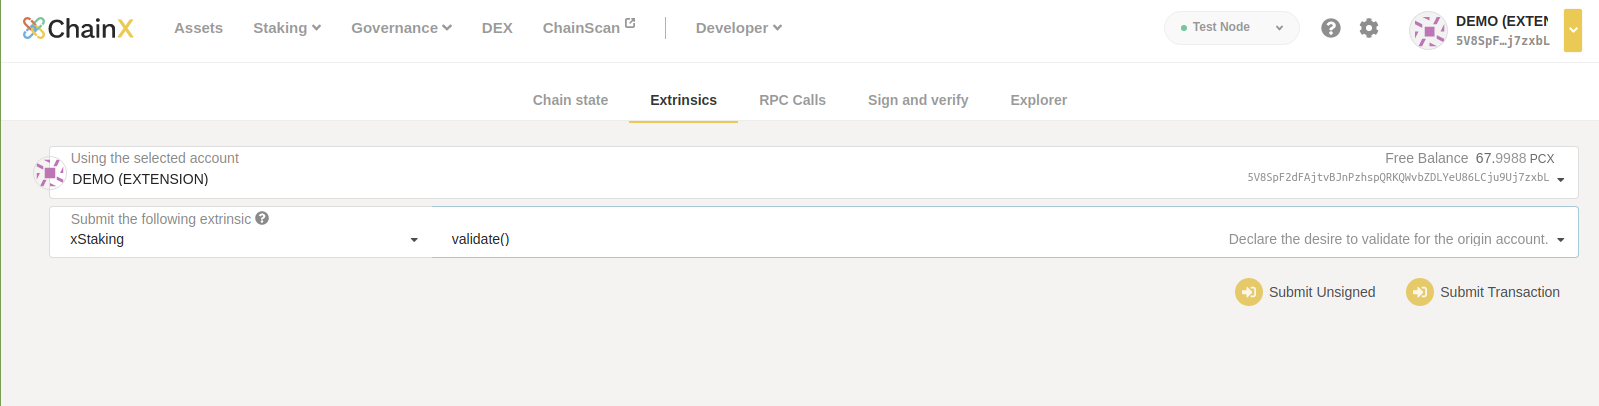 ChainX Assets Staking Governance DEX ChainScan Developer Test Node DEMO (EXTEN
5V8SpF…j7zxbL
Chain state Extrinsics RPC Calls Sign and verify Explorer
Using the selected account Free Balance 67.9988 PCX
DEMO (EXTENSION) 5V8SpF2dFAjtvBJnPzhspQRKQWvbZDLYeU86LCju9Uj7zxbL
Submit the following extrinsic
xStaking validate() Declare the desire to validate for the origin account.
Submit Unsigned Submit Transaction